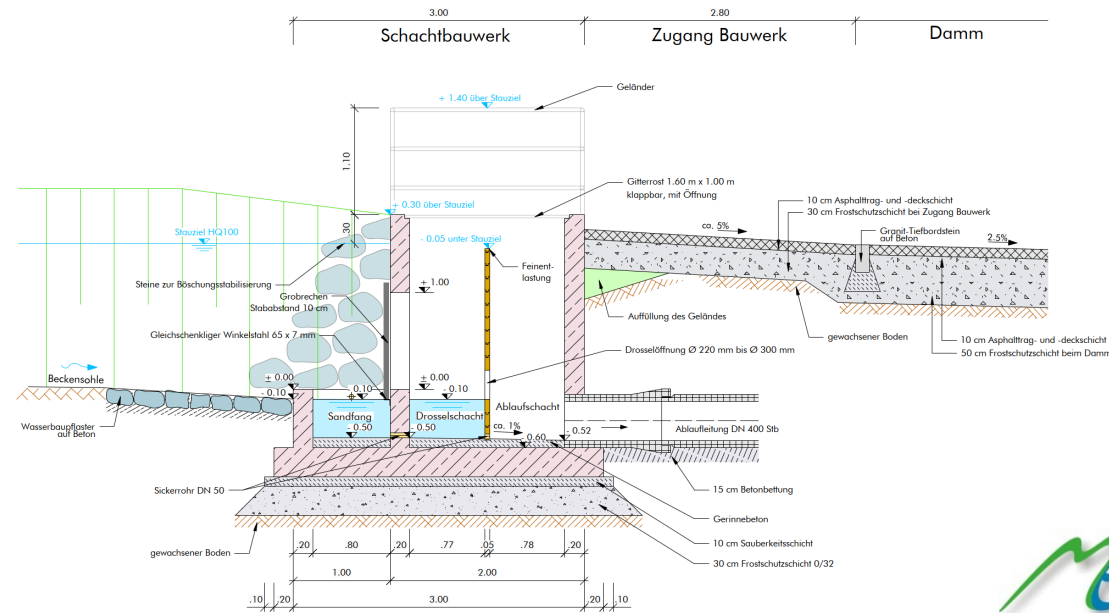 3.00
2.80
Schachtbauwerk
Zugang Bauwerk
Damm
+ 1.40 über Stauziel
Geländer
1.10
Gitterrost 1.60 m x 1.00 m
klappbar, mit Öffnung
+ 0.30 über Stauziel
.30
Stauziel HQ100
- 0.05 unter Stauziel
ca. 5%
10 cm Asphalttrag- und -deckschicht
30 cm Frostschutzschicht bei Zugang Bauwerk
Granit-Tiefbordstein
auf Beton
2.5%
Steine zur Böschungsstabilisierung
Feinent-
lastung
Grobrechen
Stababstand 10 cm
+ 1.00
Auffüllung des Geländes
Gleichschenkliger Winkelstahl 65 x 7 mm
gewachsener Boden
10 cm Asphalttrag- und -deckschicht
50 cm Frostschutzschicht beim Damm
Drosselöffnung Ø 220 mm bis Ø 300 mm
Beckensohle
± 0.00
- 0.10
- 0.10
± 0.00
- 0.10
Wasserbaupflaster
auf Beton
Sandfang
- 0.50
Drosselschacht
- 0.50
Ablaufschacht
ca. 1%
- 0.60
- 0.52
Ablaufleitung DN 400 Stb
Sickerrohr DN 50
15 cm Betonbettung
Gerinnebeton
gewachsener Boden
10 cm Sauberkeitsschicht
30 cm Frostschutzschicht 0/32
.20
.80
.20
.77
.05
.78
.20
1.00
2.00
.10
.20
3.00
.20
.10